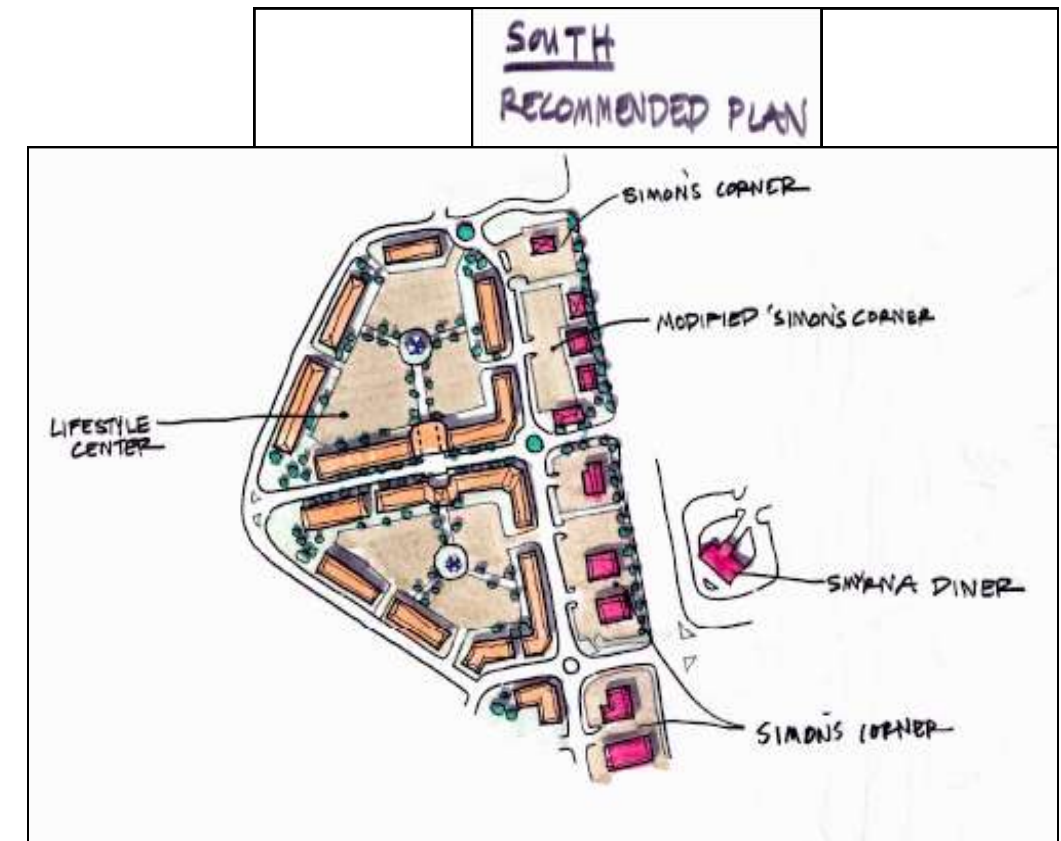 SOUTH
RECOMMENDED PLAN
SIMON'S CORNER
MODIFIED 'SIMON'S CORNER
LIFESTYLE
CENTER
SMYRNA DINER
SIMON'S CORNER